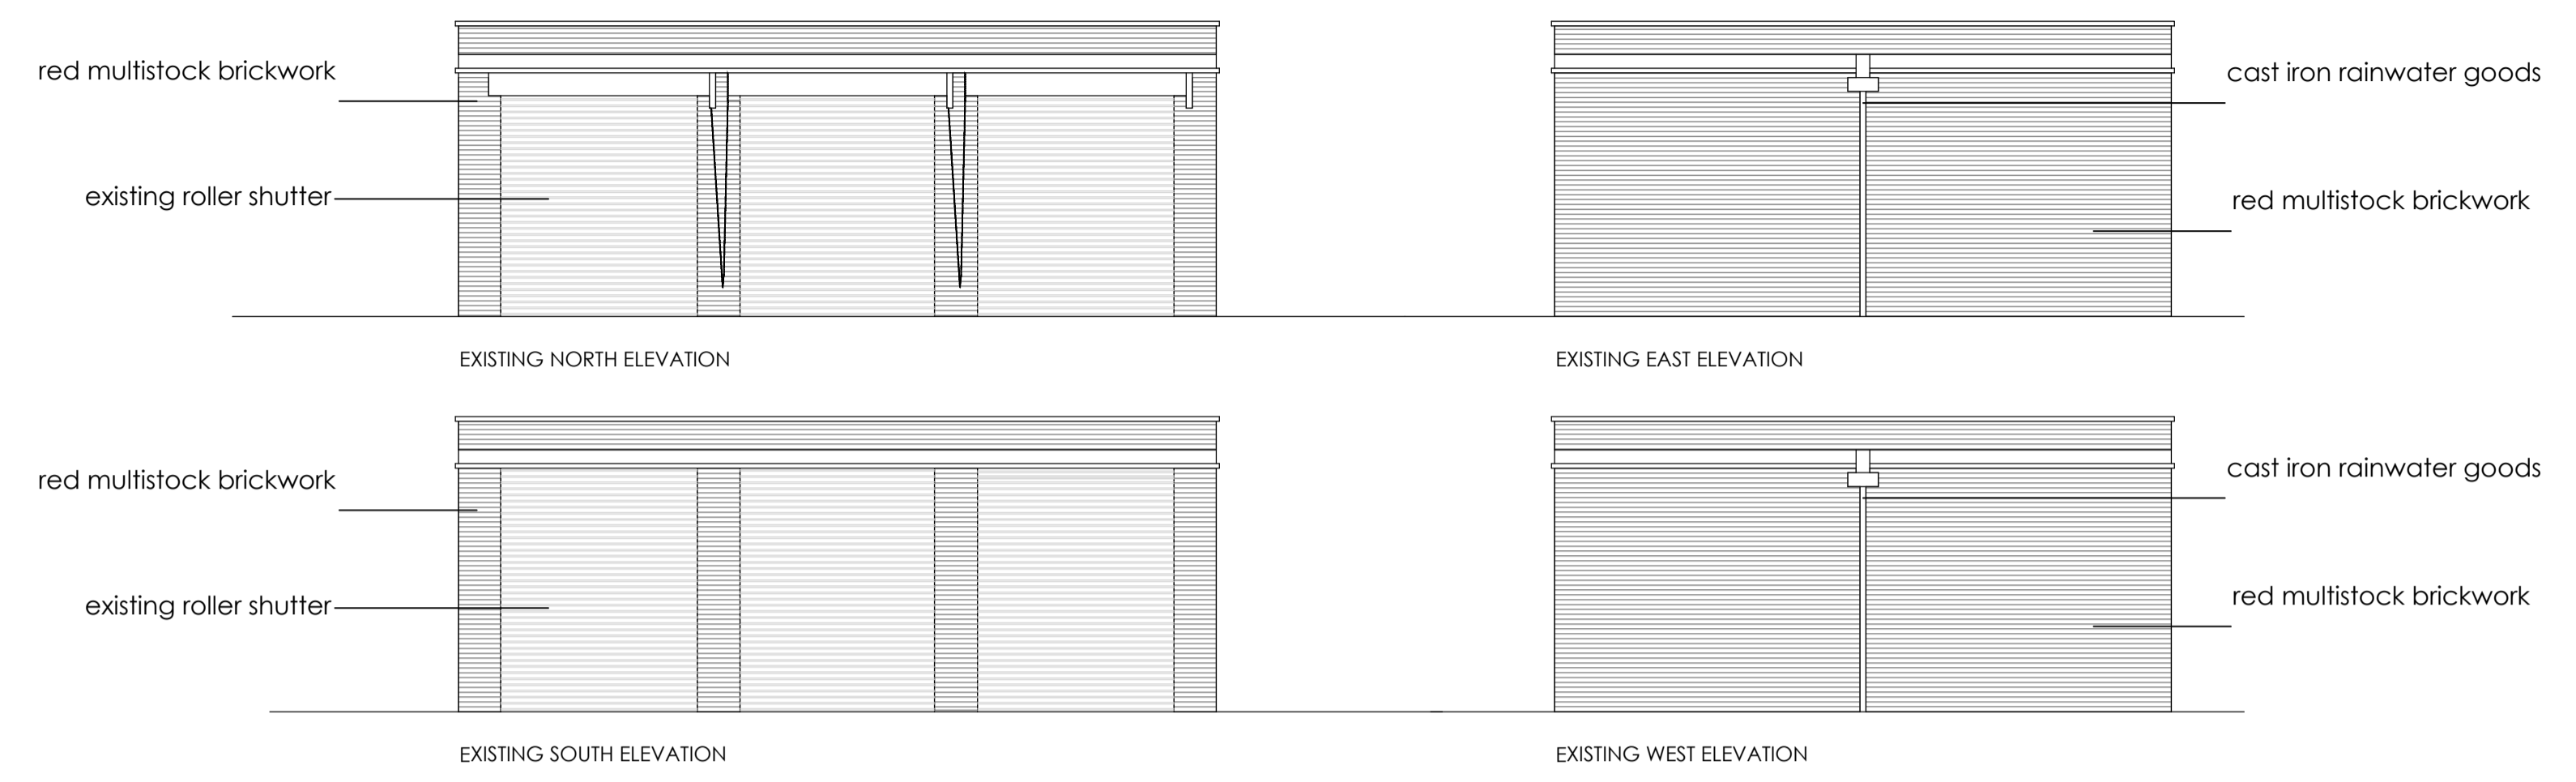 red multistock brickwork
cast iron rainwater goods
existing roller shutter
red multistock brickwork
EXISTING NORTH ELEVATION
EXISTING EAST ELEVATION
red multistock brickwork
cast iron rainwater goods
existing roller shutter
red multistock brickwork
EXISTING SOUTH ELEVATION
EXISTING WEST ELEVATION